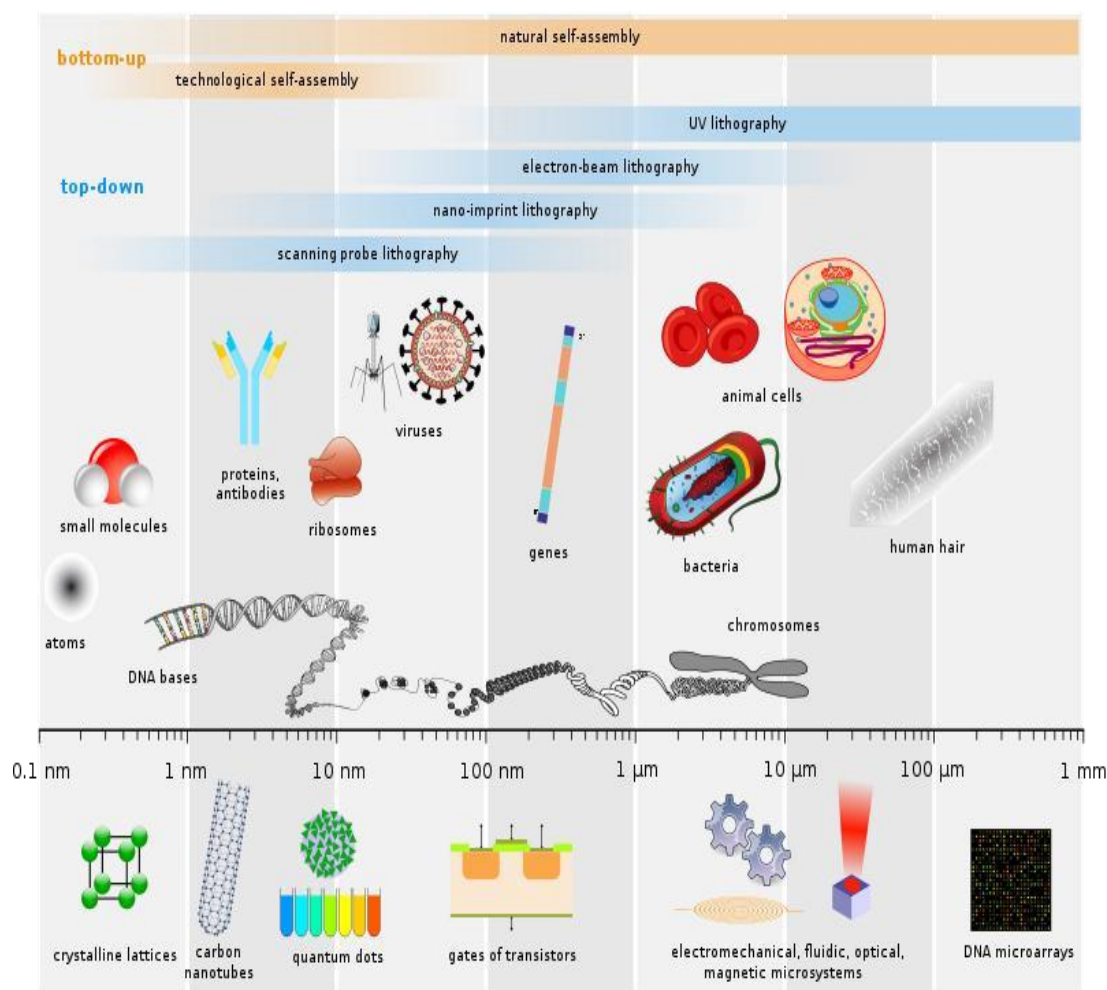 natural self-assembly
bottom-up
technological self-assembly
UV lithography
electron-beam lithography
top-down
nano-imprint lithography
scanning probe lithography
animal cells
viruses
proteins,
antibodies
small molecules
ribosomes
genes
bacteria
human hair
atoms
DNA bases
chromosomes
0.1 nm
1 nm
10 nm
100 nm
1 μm
10 μm
100 μm
1 mm
crystalline lattices
carbon
nanotubes
quantum dots
gates of transistors
electromechanical, fluidic, optical,
magnetic microsystems
DNA microarrays